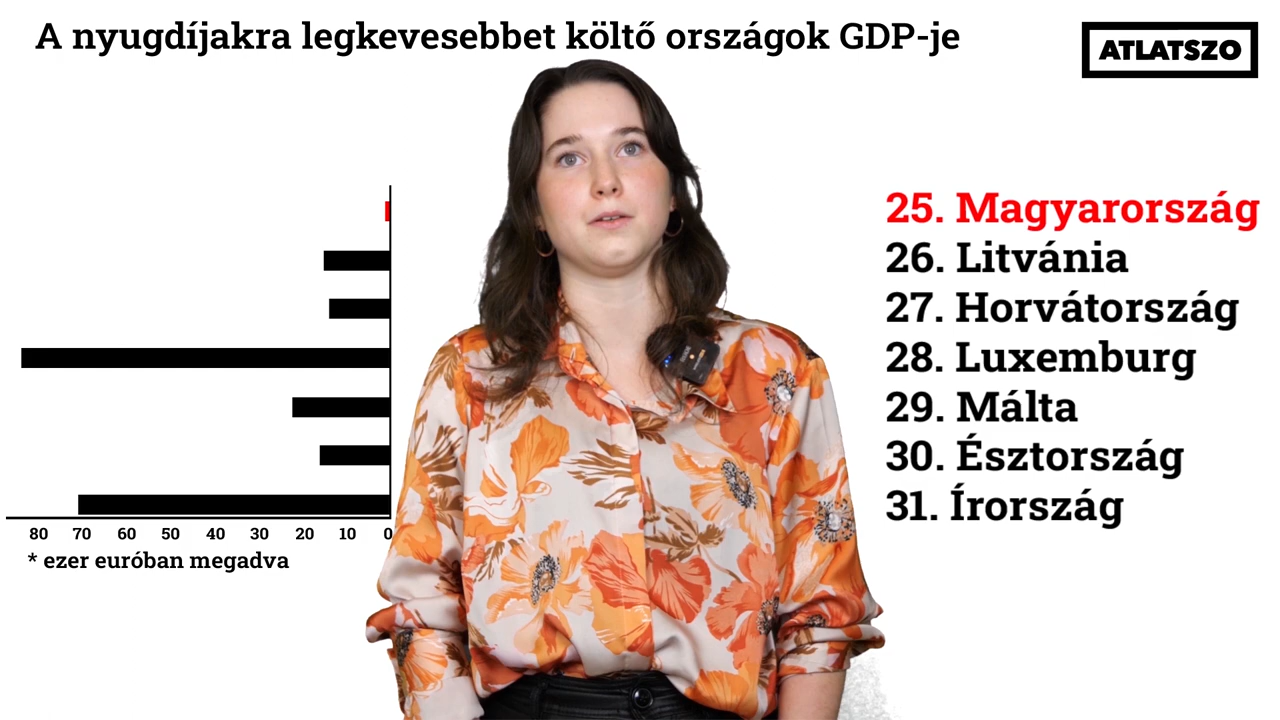 A nyugdíjakra legkevesebbet költő országok GDP-je
ATLATSZO
25. Magyarország
26. Litvánia
27. Horvátország
28. Luxemburg
29. Málta
30. Észtország
31. Írország
80 70 60 50 40 30 20 10 0
* ezer euróban megadva